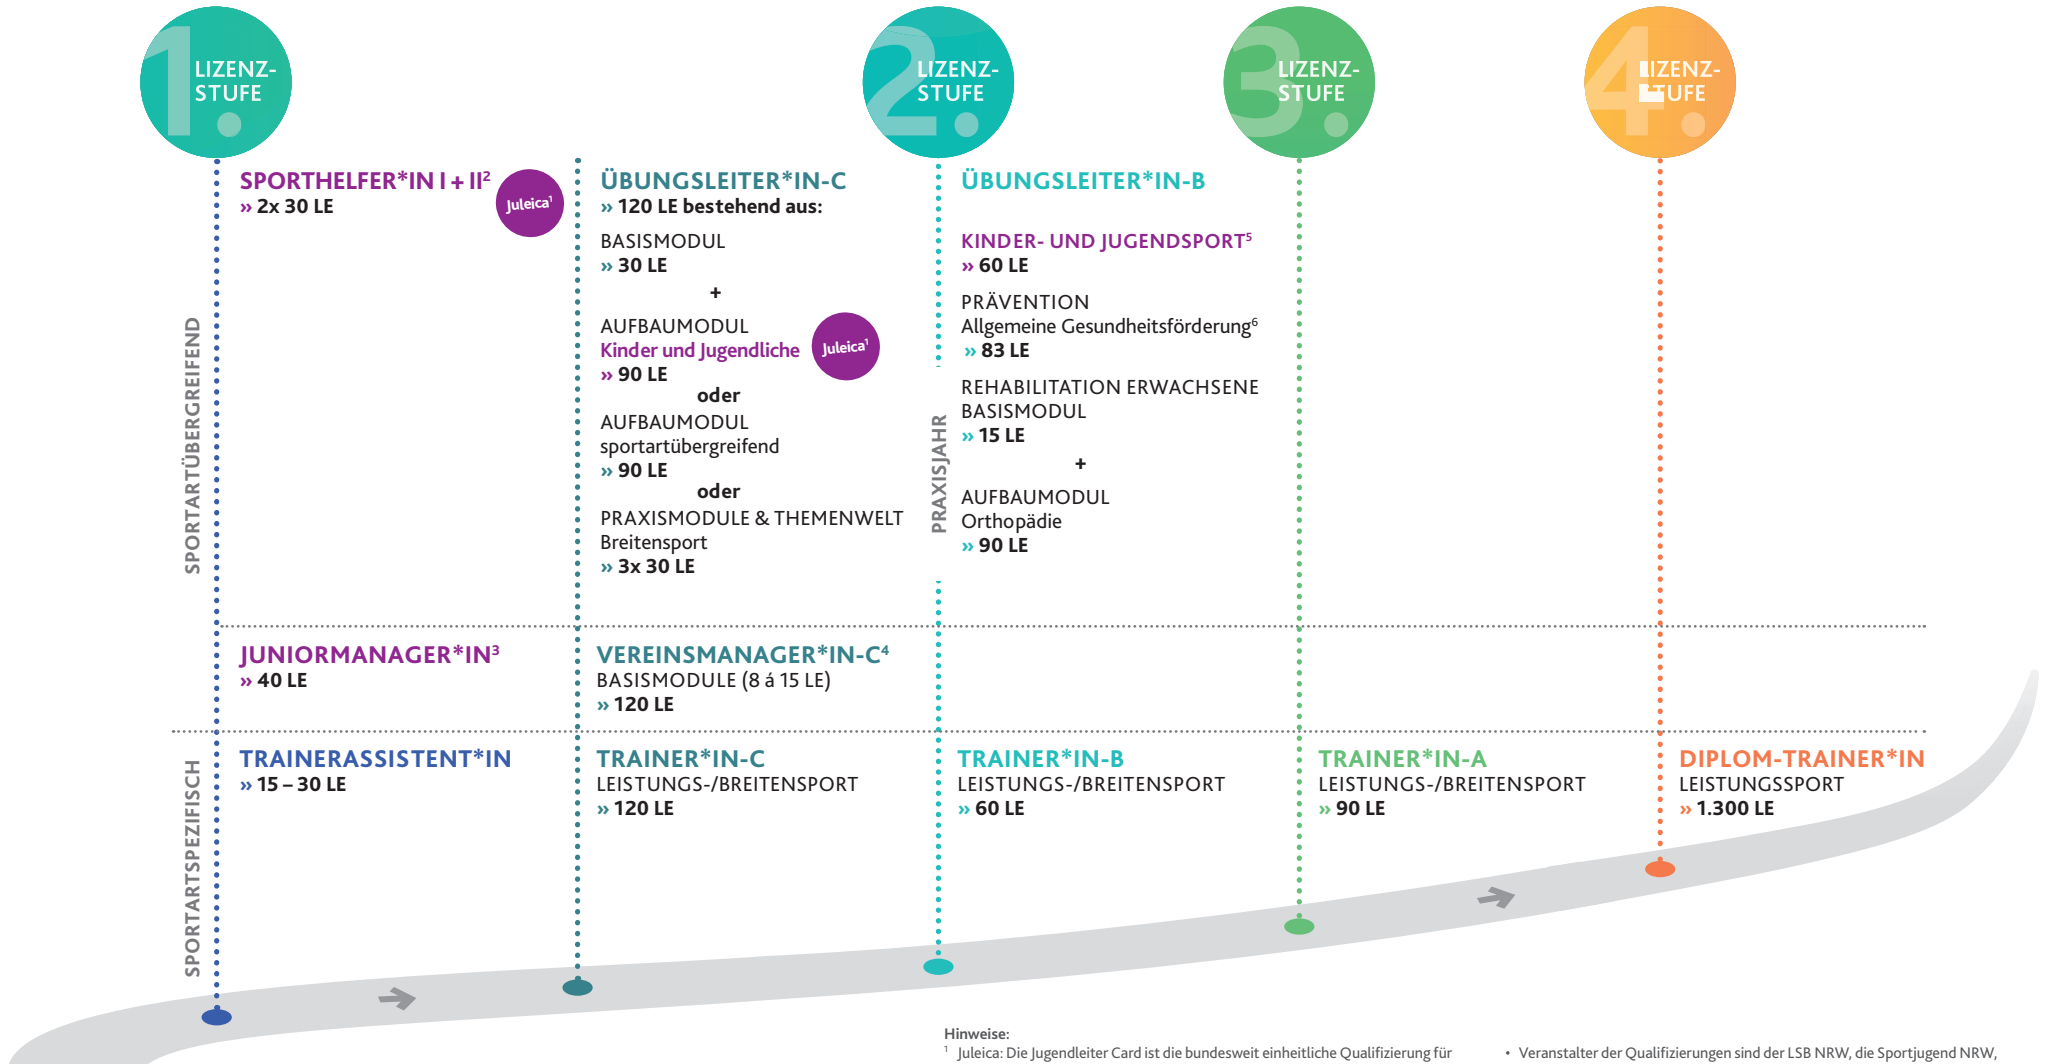 1. LIZENZ-
STUFE
2. LIZENZ-
STUFE
3. LIZENZ-
STUFE
4. LIZENZ-
STUFE
SPORTARTÜBERGREIFEND
SPORTHELFER*IN I + II²
» 2x 30 LE
Juleica¹
ÜBUNGSLEITER*IN-C
» 120 LE bestehend aus:
BASISMODUL
» 30 LE
+
AUFBAUMODUL
Kinder und Jugendliche
» 90 LE
Juleica¹
oder
AUFBAUMODUL
sportartübergreifend
» 90 LE
oder
PRAXISMODULE & THEMENWELT
Breitensport
» 3x 30 LE
PRAXISJAHR
ÜBUNGSLEITER*IN-B
KINDER- UND JUGENDSPORT⁵
» 60 LE
PRÄVENTION
Allgemeine Gesundheitsförderung⁶
» 83 LE
REHABILITATION ERWACHSENE
BASISMODUL
» 15 LE
+
AUFBAUMODUL
Orthopädie
» 90 LE
JUNIORMANAGER*IN³
» 40 LE
VEREINSMANAGER*IN-C⁴
BASISMODULE (8 á 15 LE)
» 120 LE
SPORTARTSPEZIFISCH
TRAINERASSISTENT*IN
» 15 – 30 LE
TRAINER*IN-C
LEISTUNGS-/BREITENSPORT
» 120 LE
TRAINER*IN-B
LEISTUNGS-/BREITENSPORT
» 60 LE
TRAINER*IN-A
LEISTUNGS-/BREITENSPORT
» 90 LE
DIPLOM-TRAINER*IN
LEISTUNGSSPORT
» 1.300 LE
Hinweise:
¹ Juleica: Die Jugendleiter Card ist die bundesweit einheitliche Qualifizierung für
• Veranstalter der Qualifizierungen sind der LSB NRW, die Sportjugend NRW,